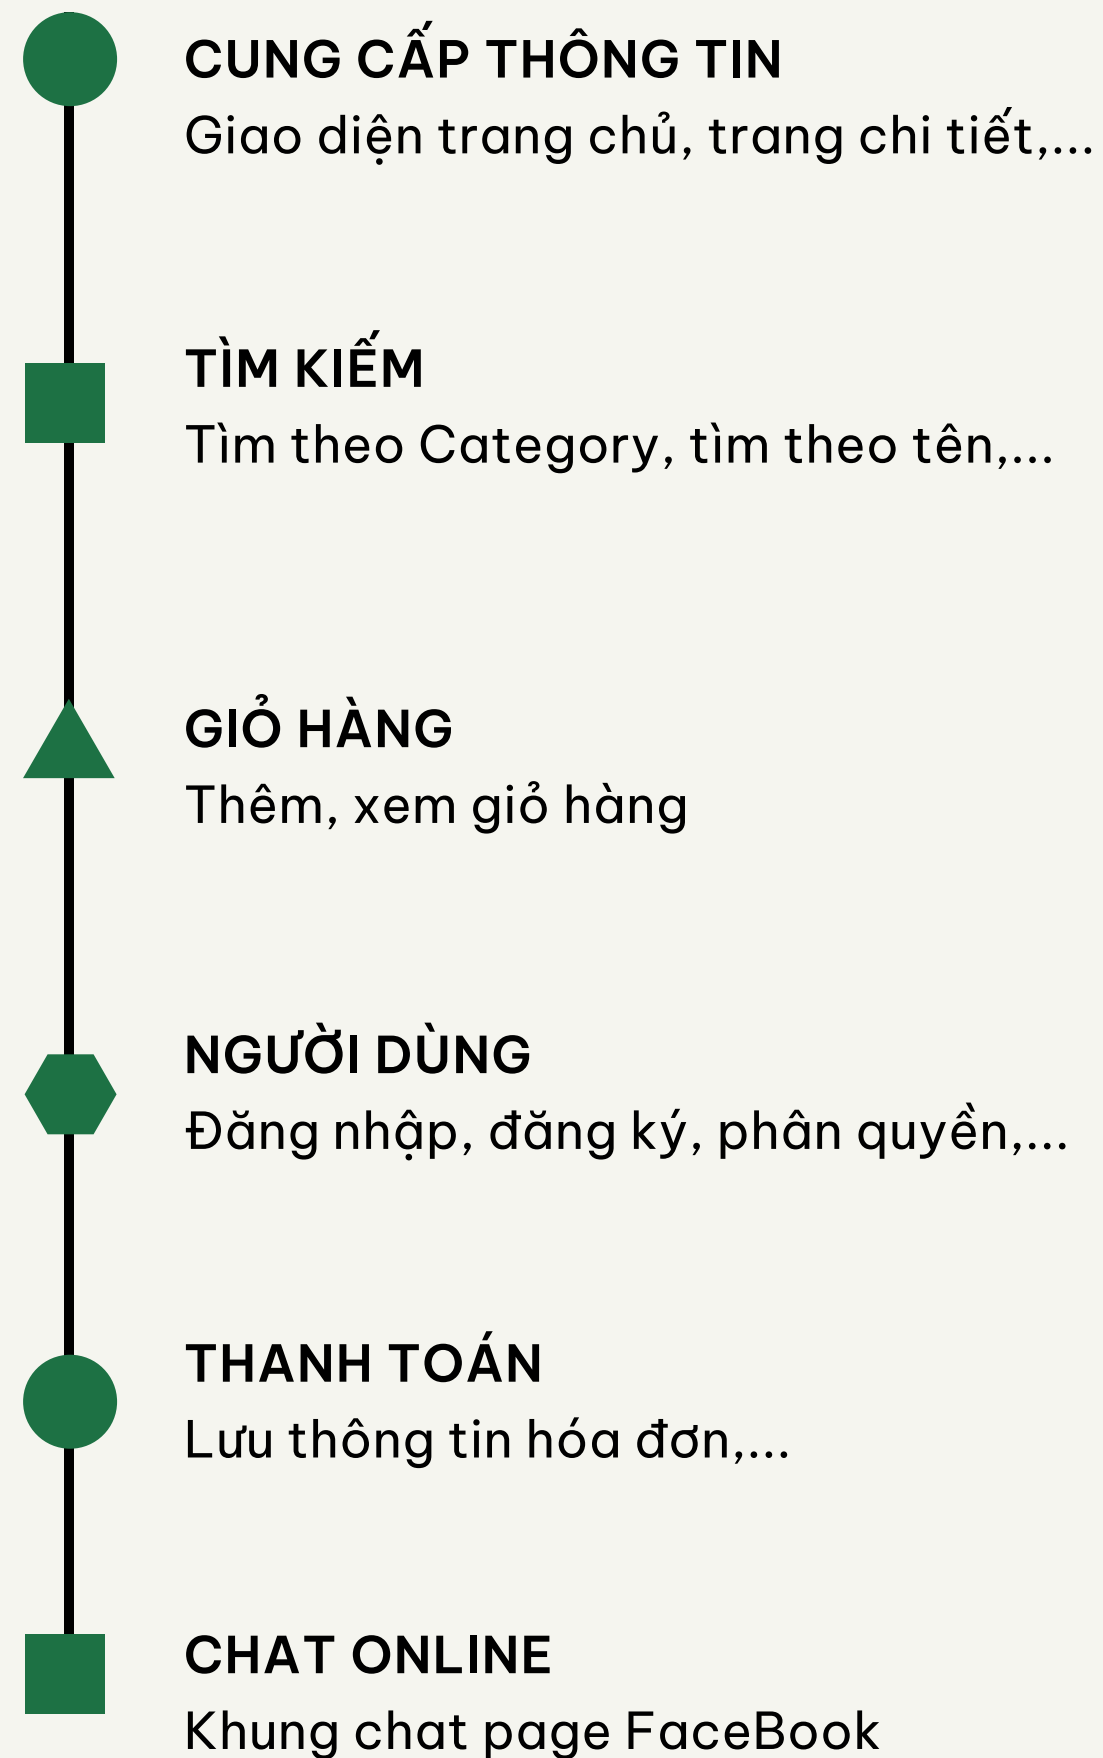 CUNG CẤP THÔNG TIN
Giao diện trang chủ, trang chi tiết,...
TÌM KIẾM
Tìm theo Category, tìm theo tên,...
GIỎ HÀNG
Thêm, xem giỏ hàng
NGƯỜI DÙNG
Đăng nhập, đăng ký, phân quyền,...
THANH TOÁN
Lưu thông tin hóa đơn,...
CHAT ONLINE
Khung chat page FaceBook